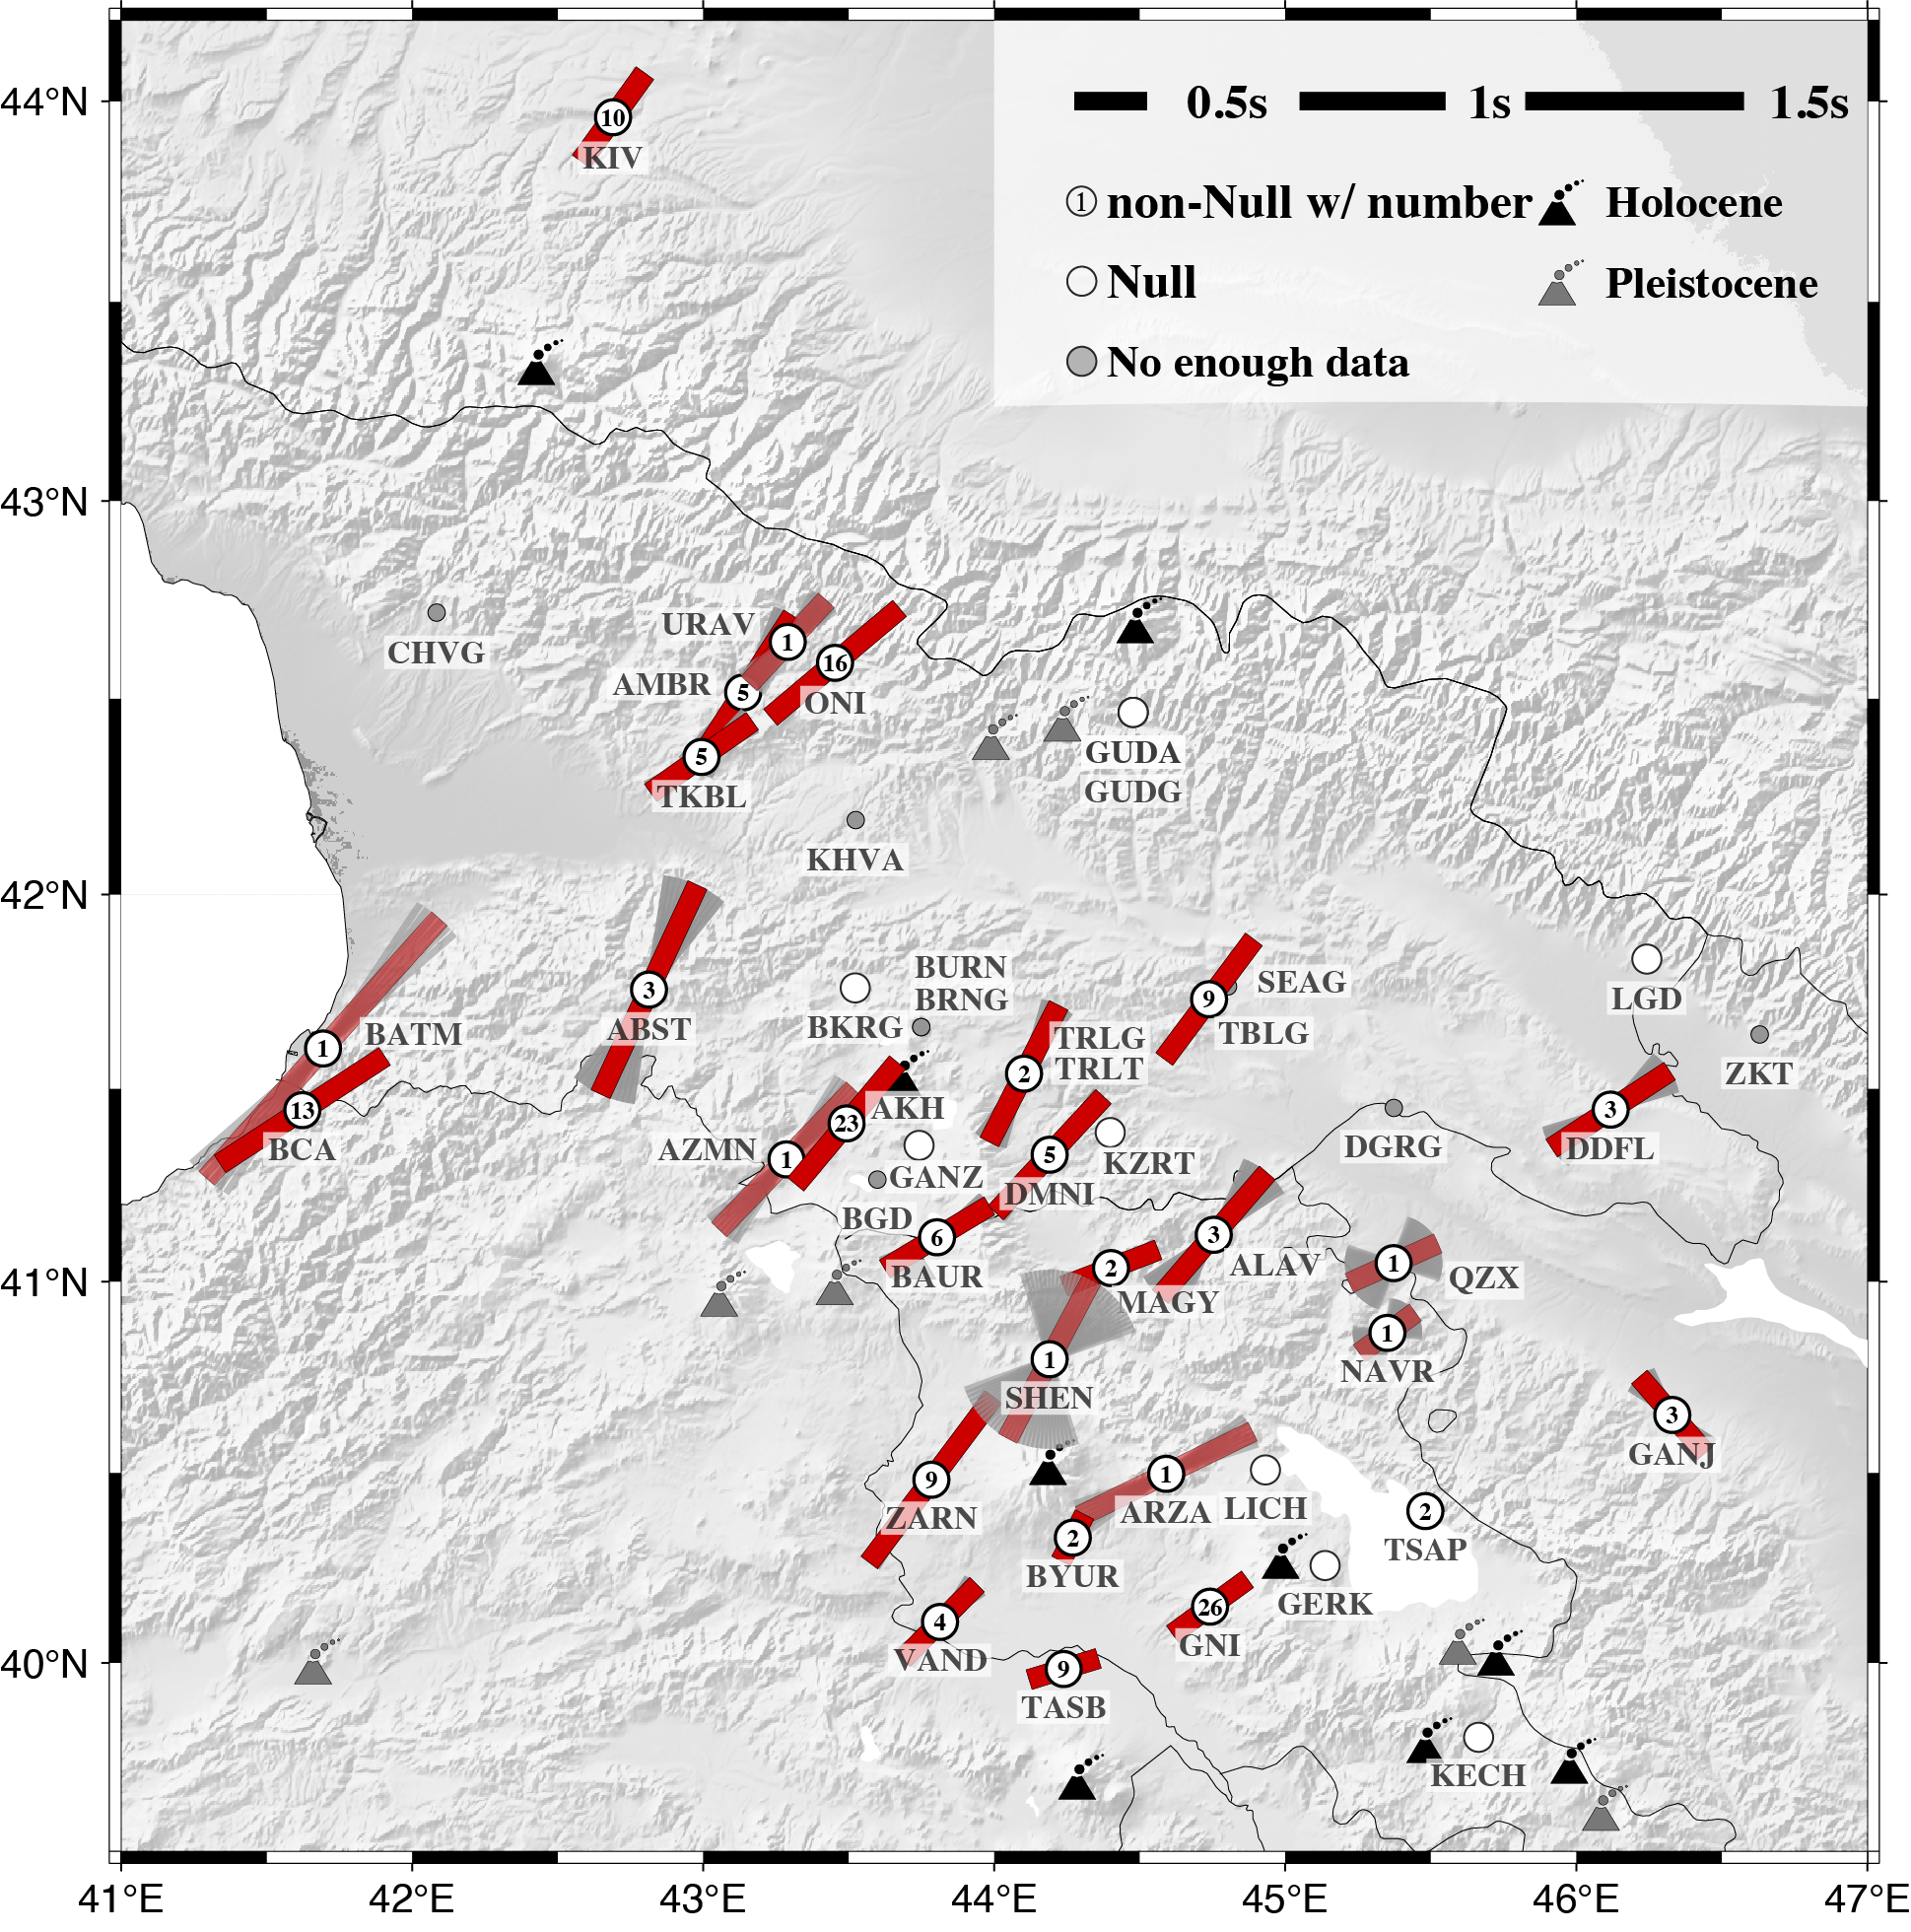 44°N
43°N
42°N
41°N
40°N
41°E
42°E
43°E
44°E
45°E
46°E
47°E
0.5s
1s
1.5s
1 non-Null w/ number
Holocene
Null
Pleistocene
No enough data
10
KIV
CHVG
URAV
1
AMBR
5
16
ONI
5
TKBL
GUDA
GUDG
KHVA
BATM
1
13
BCA
3
ABST
BURN
BRNG
BKRG
SEAG
9
TBLG
TRLG
TRLT
2
LGD
ZKT
AKH
23
AZMN
1
GANZ
KZRT
5
DMNI
DGRG
3
DDFL
BGD
6
BAUR
2
MAGY
3
ALAV
1
QZX
1
NAVR
1
SHEN
3
GANJ
9
ZARN
1
ARZA
LICH
2
TSAP
2
BYUR
GERK
26
GNI
4
VAND
9
TASB
KECH